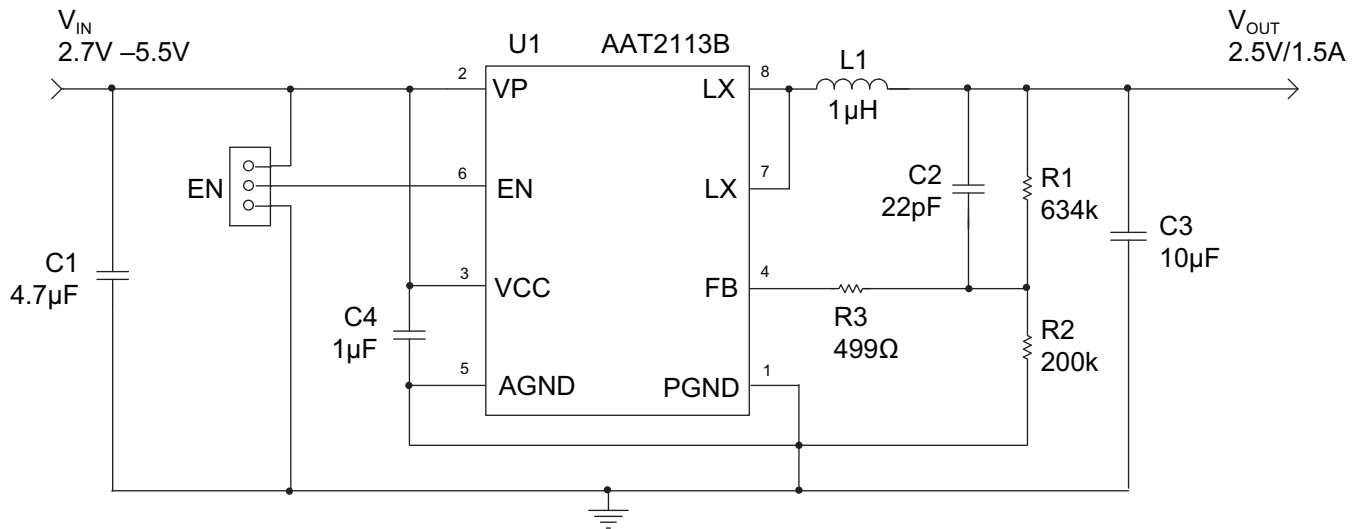 V_IN
2.7V –5.5V
U1 AAT2113B
V_OUT
2.5V/1.5A
L1
1µH
2 VP
LX 8
6 EN
LX 7
EN
C2
22pF
R1
634k
C3
10µF
C1
4.7µF
3 VCC
FB 4
C4
1µF
R3
499Ω
R2
200k
5 AGND
PGND 1